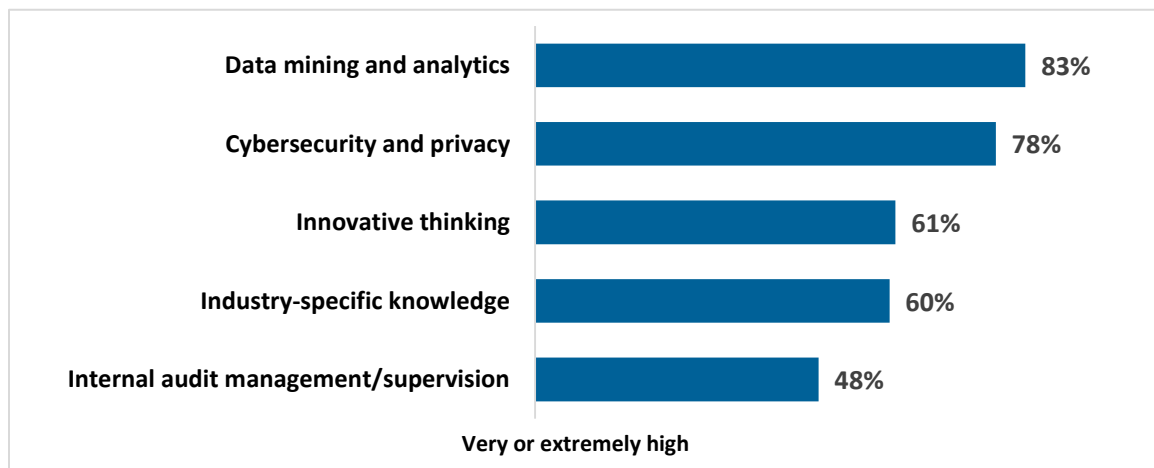 Data mining and analytics 83%
Cybersecurity and privacy 78%
Innovative thinking 61%
Industry-specific knowledge 60%
Internal audit management/supervision 48%
Very or extremely high